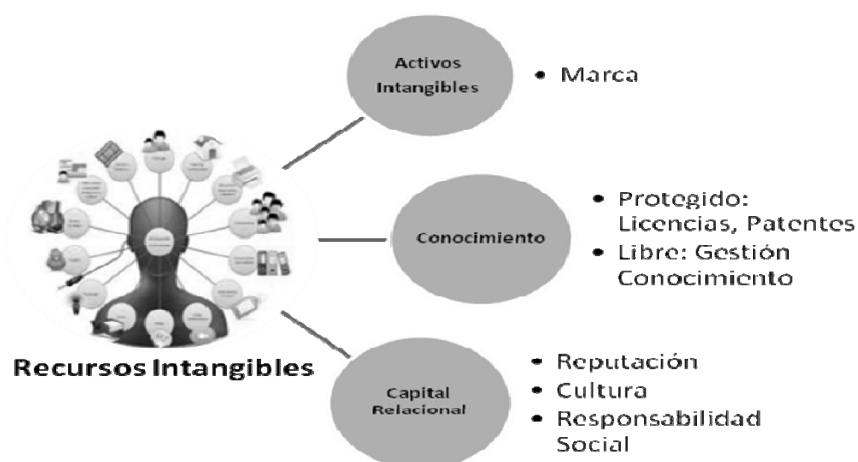 Activos
Intangibles
• Marca
Conocimiento
• Protegido:
Licencias, Patentes
• Libre: Gestión
Conocimiento
Recursos Intangibles
Capital
Relacional
• Reputación
• Cultura
• Responsabilidad
Social